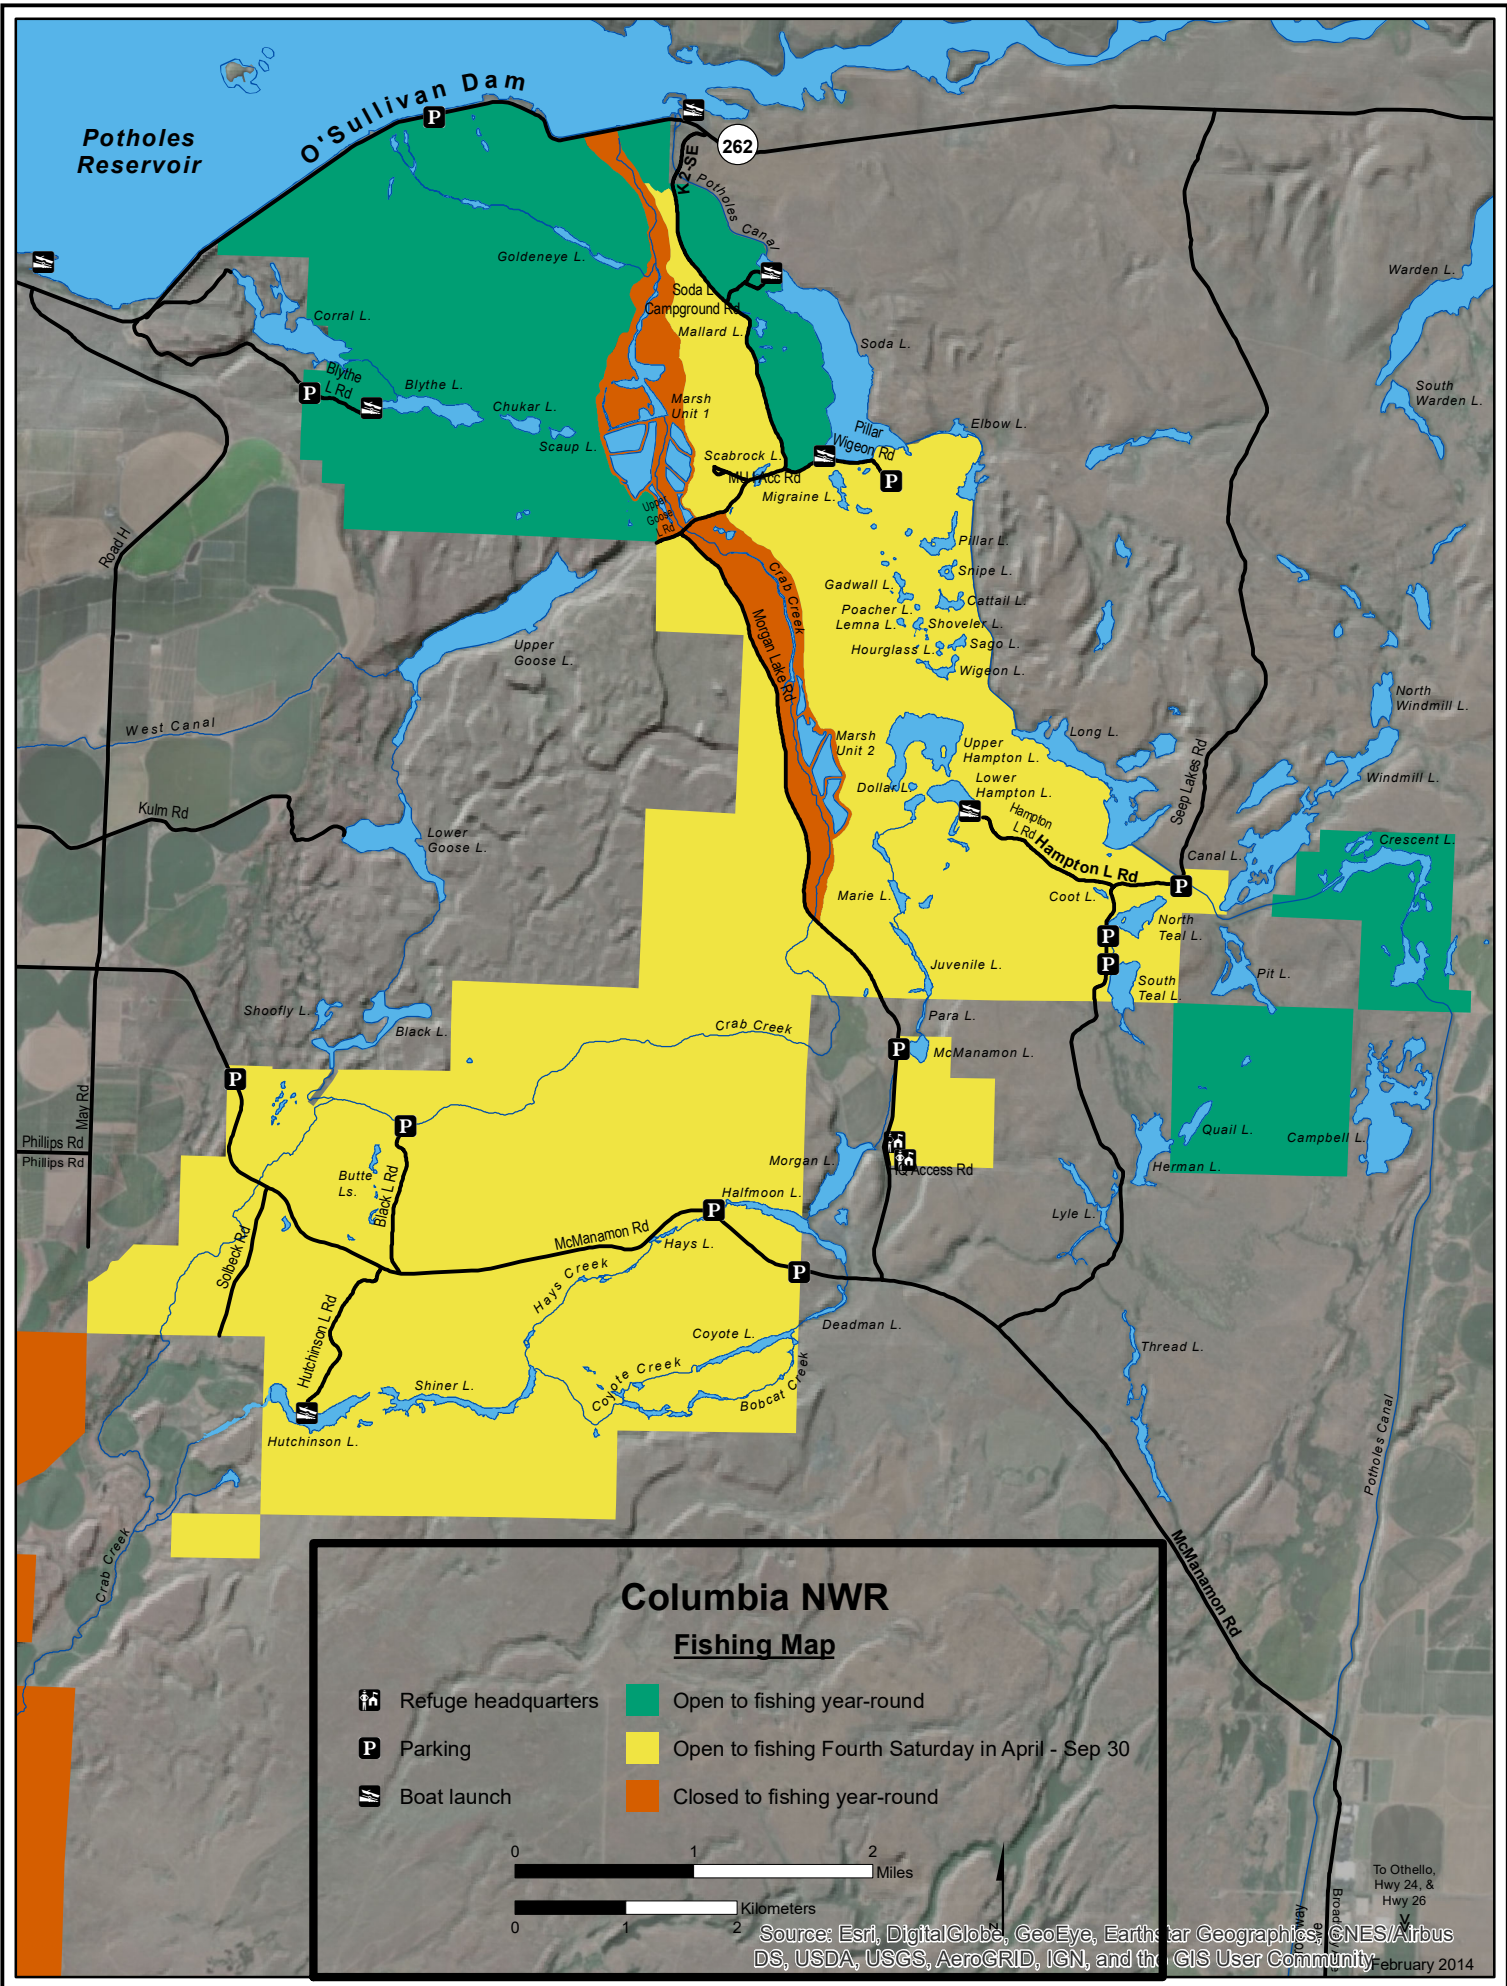 O'Sullivan Dam
Potholes
Reservoir
262
K2-SE
Potholes Canal
Goldeneye L.
Soda L
Campground Rd
Mallard L.
Warden L.
Corral L.
Soda L.
Blythe
L Rd
Blythe L.
Chukar L.
Scaup L.
Marsh
Unit 1
South
Warden L.
Elbow L.
Pillar
Wigeon Rd
Scabrock L.
Migraine L.
Upper
Goose
L Rd
Road H
Pillar L.
Snipe L.
Gadwall L.
Cattail L.
Poacher L.
Lemna L.
Shoveler L.
Hourglass L.
Sago L.
Wigeon L.
Crab Creek
Morgan Lake Rd
Upper
Goose L.
West Canal
North
Windmill L.
Long L.
Marsh
Unit 2
Upper
Hampton L.
Dollar L.
Lower
Hampton L.
Windmill L.
Seep Lakes Rd
Kulm Rd
Hampton
L Rd
Hampton L Rd
Lower
Goose L.
Crescent L.
Canal L.
Marie L.
Coot L.
North
Teal L.
Juvenile L.
South
Teal L.
Pit L.
Shoofly L.
Black L.
Crab Creek
Para L.
McManamon L.
May Rd
Phillips Rd
Phillips Rd
Quail L.
Campbell L.
Herman L.
Morgan L.
HQ Access Rd
Butte
Ls.
Black L Rd
Halfmoon L.
Lyle L.
McManamon Rd
Hays L.
Solbeck Rd
Hays Creek
Hutchinson L Rd
Deadman L.
Coyote L.
Coyote Creek
Bobcat Creek
Thread L.
Shiner L.
Hutchinson L.
Potholes Canal
Crab Creek
McManamon Rd
Columbia NWR
Fishing Map
Refuge headquarters
Open to fishing year-round
P Parking
Open to fishing Fourth Saturday in April - Sep 30
Boat launch
Closed to fishing year-round
0 1 2
Miles
Kilometers
0 1 2
To Othello,
Hwy 24, &
Hwy 26
Source: Esri, DigitalGlobe, GeoEye, Earthstar Geographics, CNES/Airbus
DS, USDA, USGS, AeroGRID, IGN, and the GIS User Community
February 2014